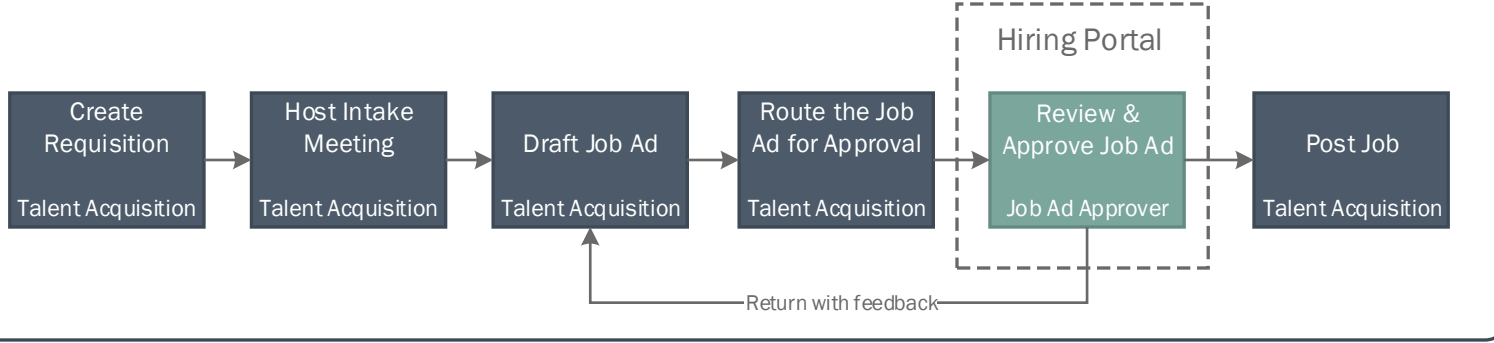 Hiring Portal
Create
Requisition
Talent Acquisition
Host Intake
Meeting
Talent Acquisition
Draft Job Ad
Talent Acquisition
Route the Job
Ad for Approval
Talent Acquisition
Review &
Approve Job Ad
Job Ad Approver
Post Job
Talent Acquisition
Return with feedback